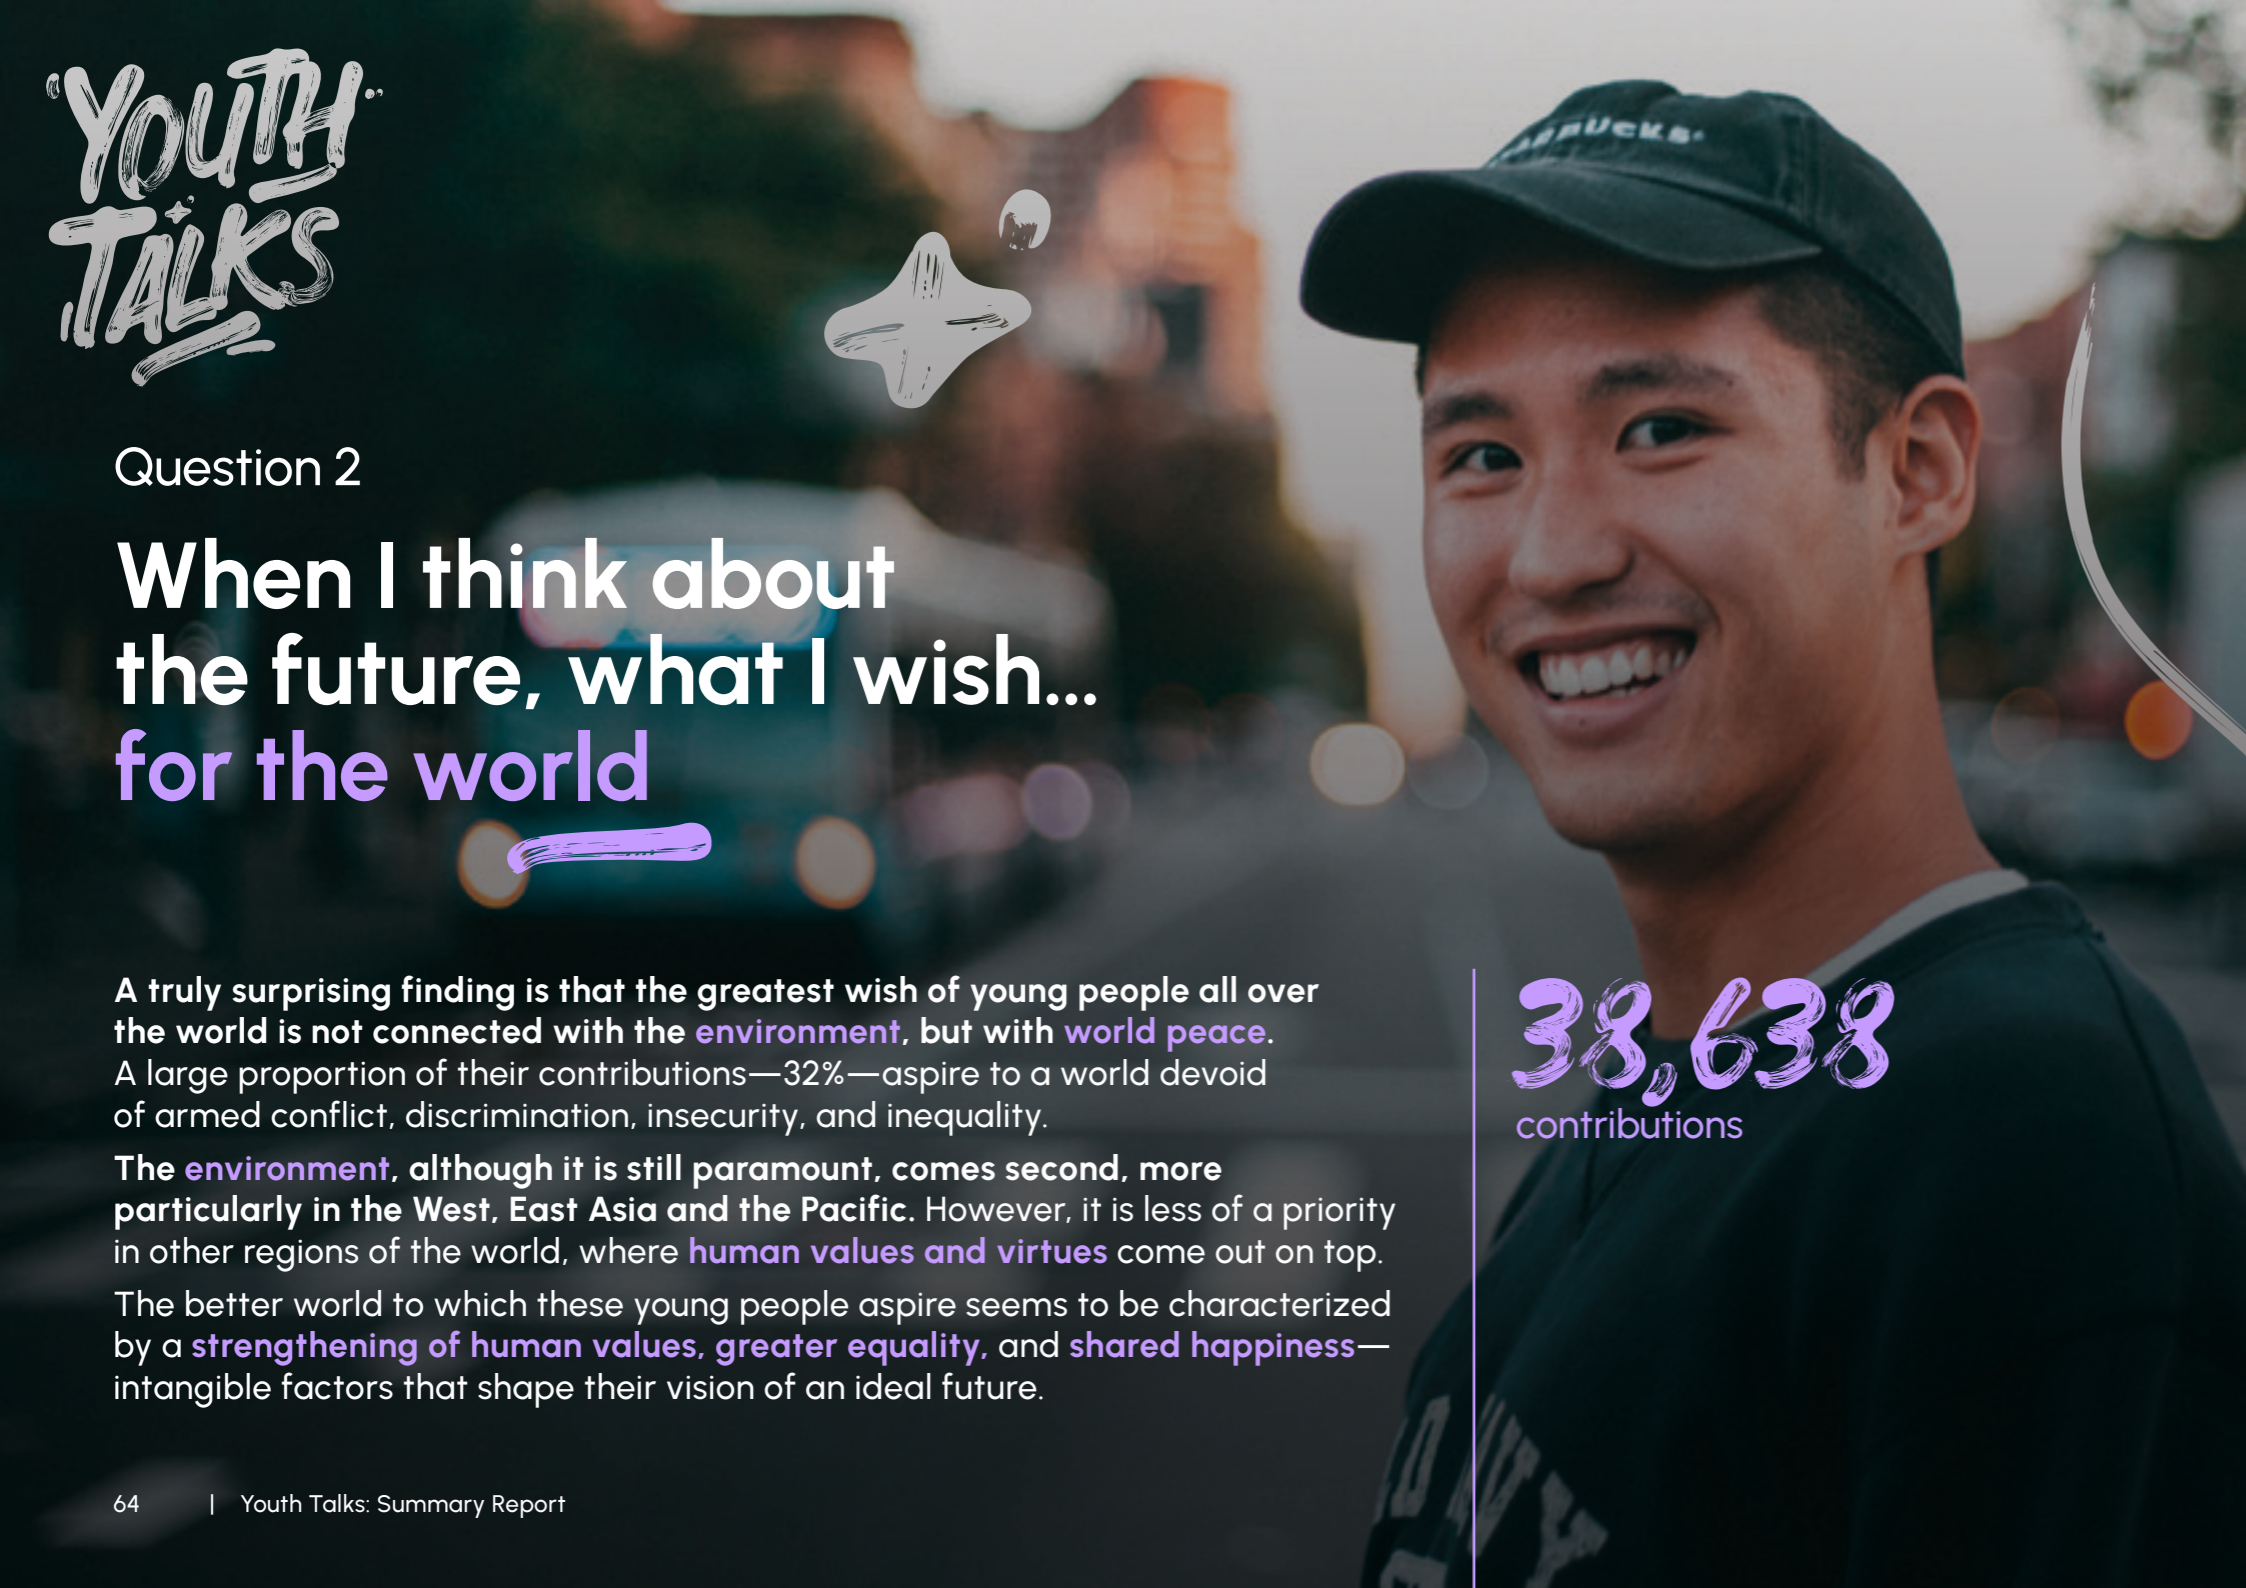 YOUTH
TALKS
Question 2
When I think about
the future, what I wish...
for the world
A truly surprising finding is that the greatest wish of young people all over
the world is not connected with the environment, but with world peace.
A large proportion of their contributions—32%—aspire to a world devoid
of armed conflict, discrimination, insecurity, and inequality.
The environment, although it is still paramount, comes second, more
particularly in the West, East Asia and the Pacific. However, it is less of a priority
in other regions of the world, where human values and virtues come out on top.
The better world to which these young people aspire seems to be characterized
by a strengthening of human values, greater equality, and shared happiness—
intangible factors that shape their vision of an ideal future.
38,638
contributions
64 | Youth Talks: Summary Report